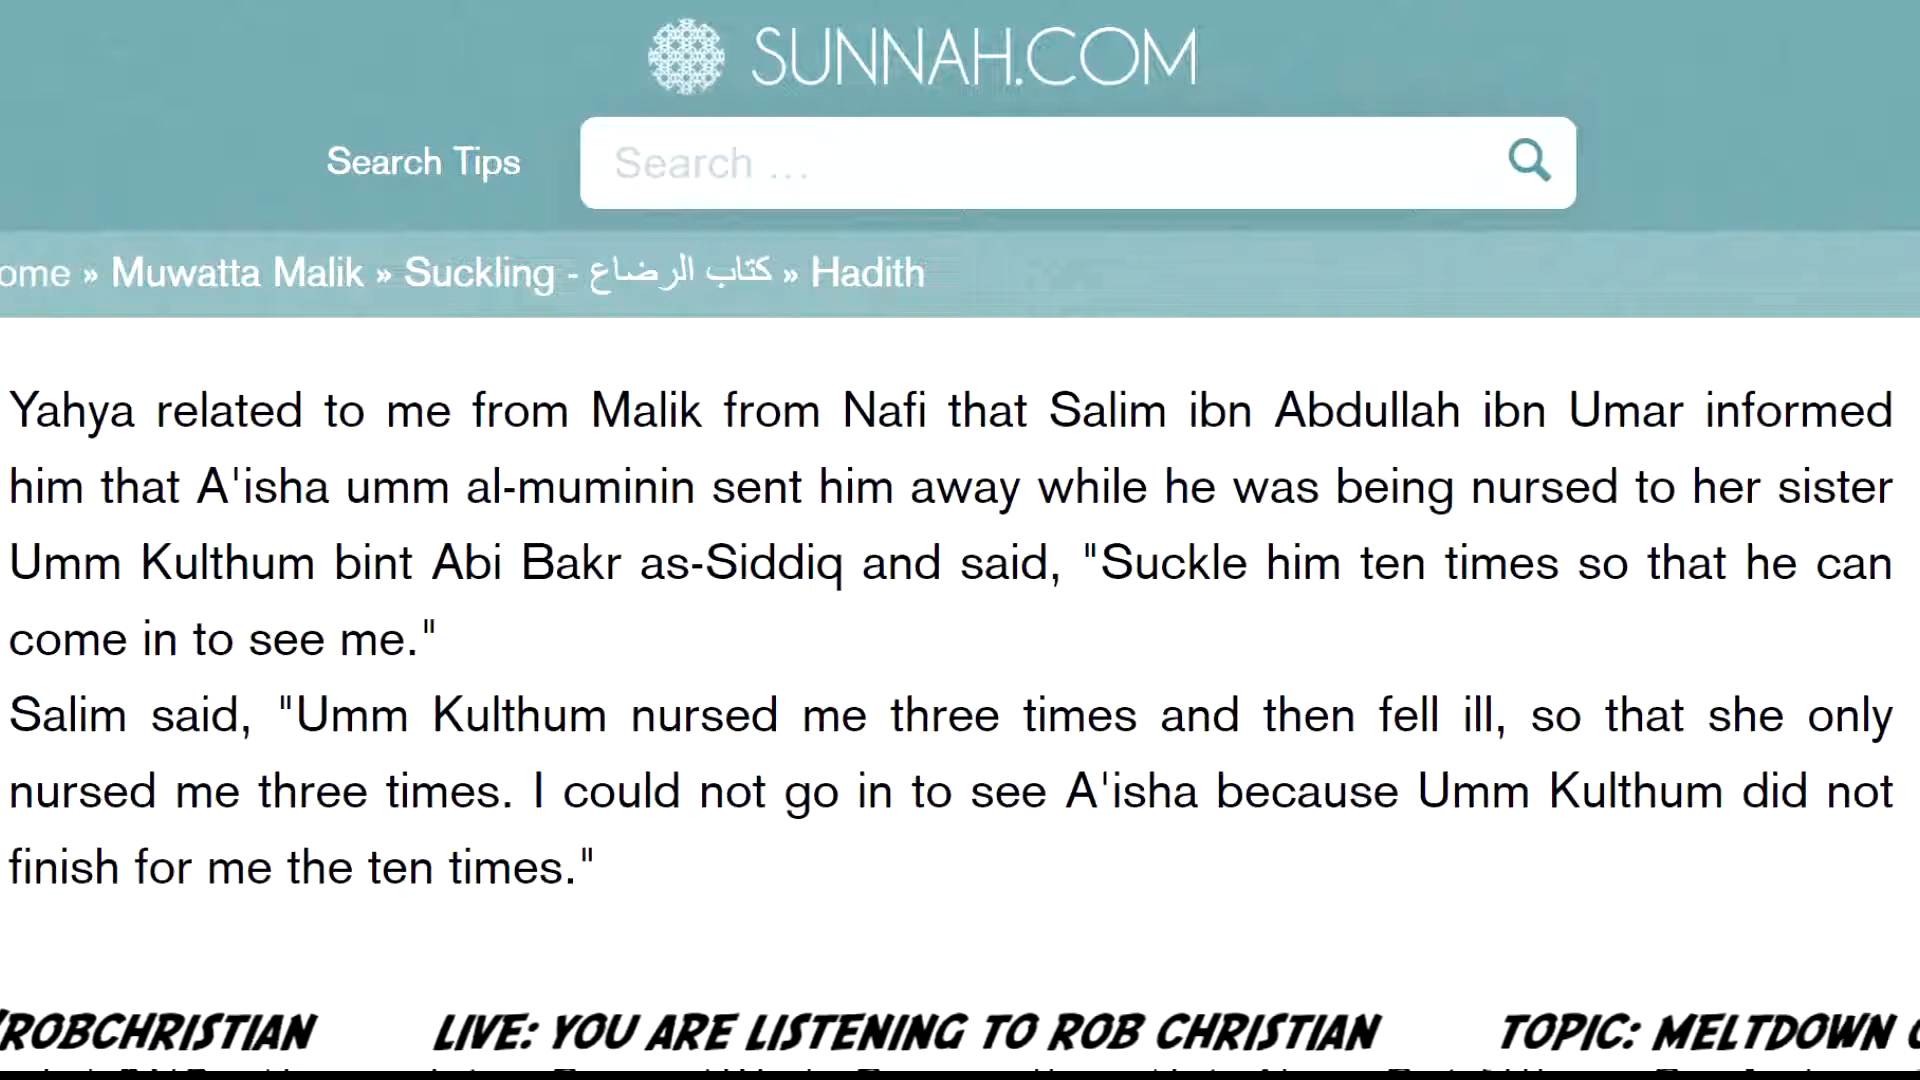 SUNNAH.COM
Search Tips
Search ...
ome » Muwatta Malik » Suckling - كتاب الرضاع » Hadith
Yahya related to me from Malik from Nafi that Salim ibn Abdullah ibn Umar informed
him that A'isha umm al-muminin sent him away while he was being nursed to her sister
Umm Kulthum bint Abi Bakr as-Siddiq and said, "Suckle him ten times so that he can
come in to see me."
Salim said, "Umm Kulthum nursed me three times and then fell ill, so that she only
nursed me three times. I could not go in to see A'isha because Umm Kulthum did not
finish for me the ten times."
/ROBCHRISTIAN LIVE: YOU ARE LISTENING TO ROB CHRISTIAN TOPIC: MELTDOWN